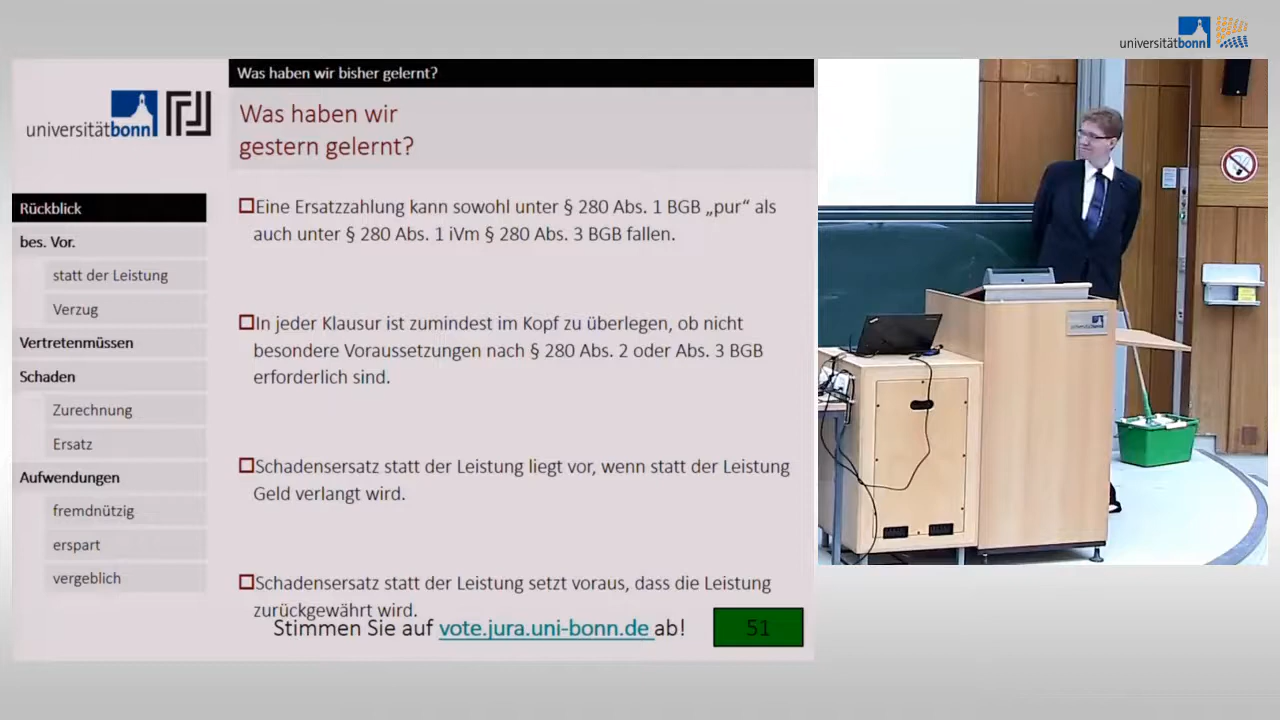 universitätbonn
Was haben wir bisher gelernt?
universitätbonn
Was haben wir
gestern gelernt?
Rückblick
bes. Vor.
statt der Leistung
Verzug
Vertretenmüssen
Schaden
Zurechnung
Ersatz
Aufwendungen
fremdnützig
erspart
vergeblich
Eine Ersatzzahlung kann sowohl unter § 280 Abs. 1 BGB „pur“ als
auch unter § 280 Abs. 1 iVm § 280 Abs. 3 BGB fallen.
In jeder Klausur ist zumindest im Kopf zu überlegen, ob nicht
besondere Voraussetzungen nach § 280 Abs. 2 oder Abs. 3 BGB
erforderlich sind.
Schadensersatz statt der Leistung liegt vor, wenn statt der Leistung
Geld verlangt wird.
Schadensersatz statt der Leistung setzt voraus, dass die Leistung
zurückgewährt wird.
Stimmen Sie auf vote.jura.uni-bonn.de ab!
51